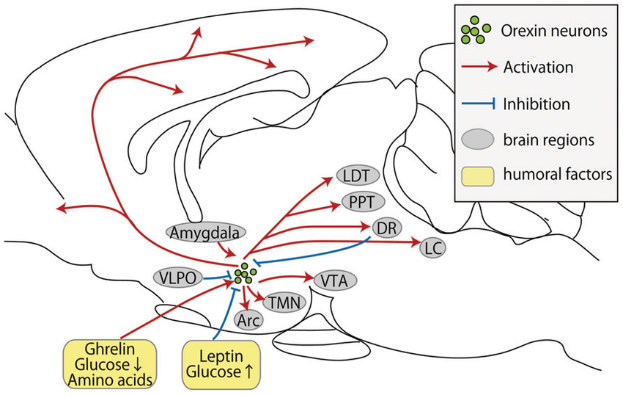 Orexin neurons
Activation
Inhibition
brain regions
humoral factors
LDT
PPT
DR
LC
Amygdala
VLPO
VTA
TMN
Arc
Ghrelin
Glucose↓
Amino acids
Leptin
Glucose↑